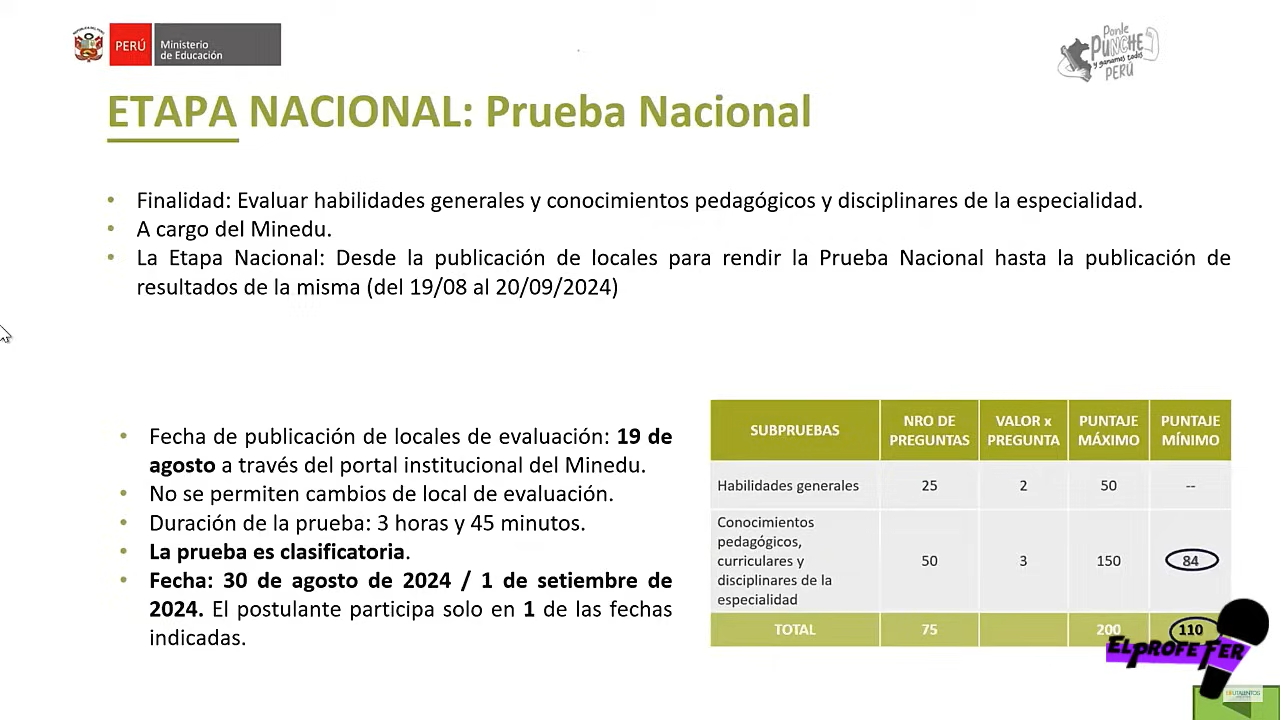 PERÚ
Ministerio
de Educación
Ponle
PUNCHE
y ganamos todos
PERÚ
ETAPA NACIONAL: Prueba Nacional
• Finalidad: Evaluar habilidades generales y conocimientos pedagógicos y disciplinares de la especialidad.
• A cargo del Minedu.
• La Etapa Nacional: Desde la publicación de locales para rendir la Prueba Nacional hasta la publicación de
resultados de la misma (del 19/08 al 20/09/2024)
• Fecha de publicación de locales de evaluación: 19 de
agosto a través del portal institucional del Minedu.
• No se permiten cambios de local de evaluación.
• Duración de la prueba: 3 horas y 45 minutos.
• La prueba es clasificatoria.
• Fecha: 30 de agosto de 2024 / 1 de setiembre de
2024. El postulante participa solo en 1 de las fechas
indicadas.
SUBPRUEBAS NRO DE PREGUNTAS VALOR x PREGUNTA PUNTAJE MÁXIMO PUNTAJE MÍNIMO
Habilidades generales 25 2 50 --
Conocimientos
pedagógicos,
curriculares y
disciplinares de la
especialidad
50 3 150 84
TOTAL 75 200 110
ELPROFE FER